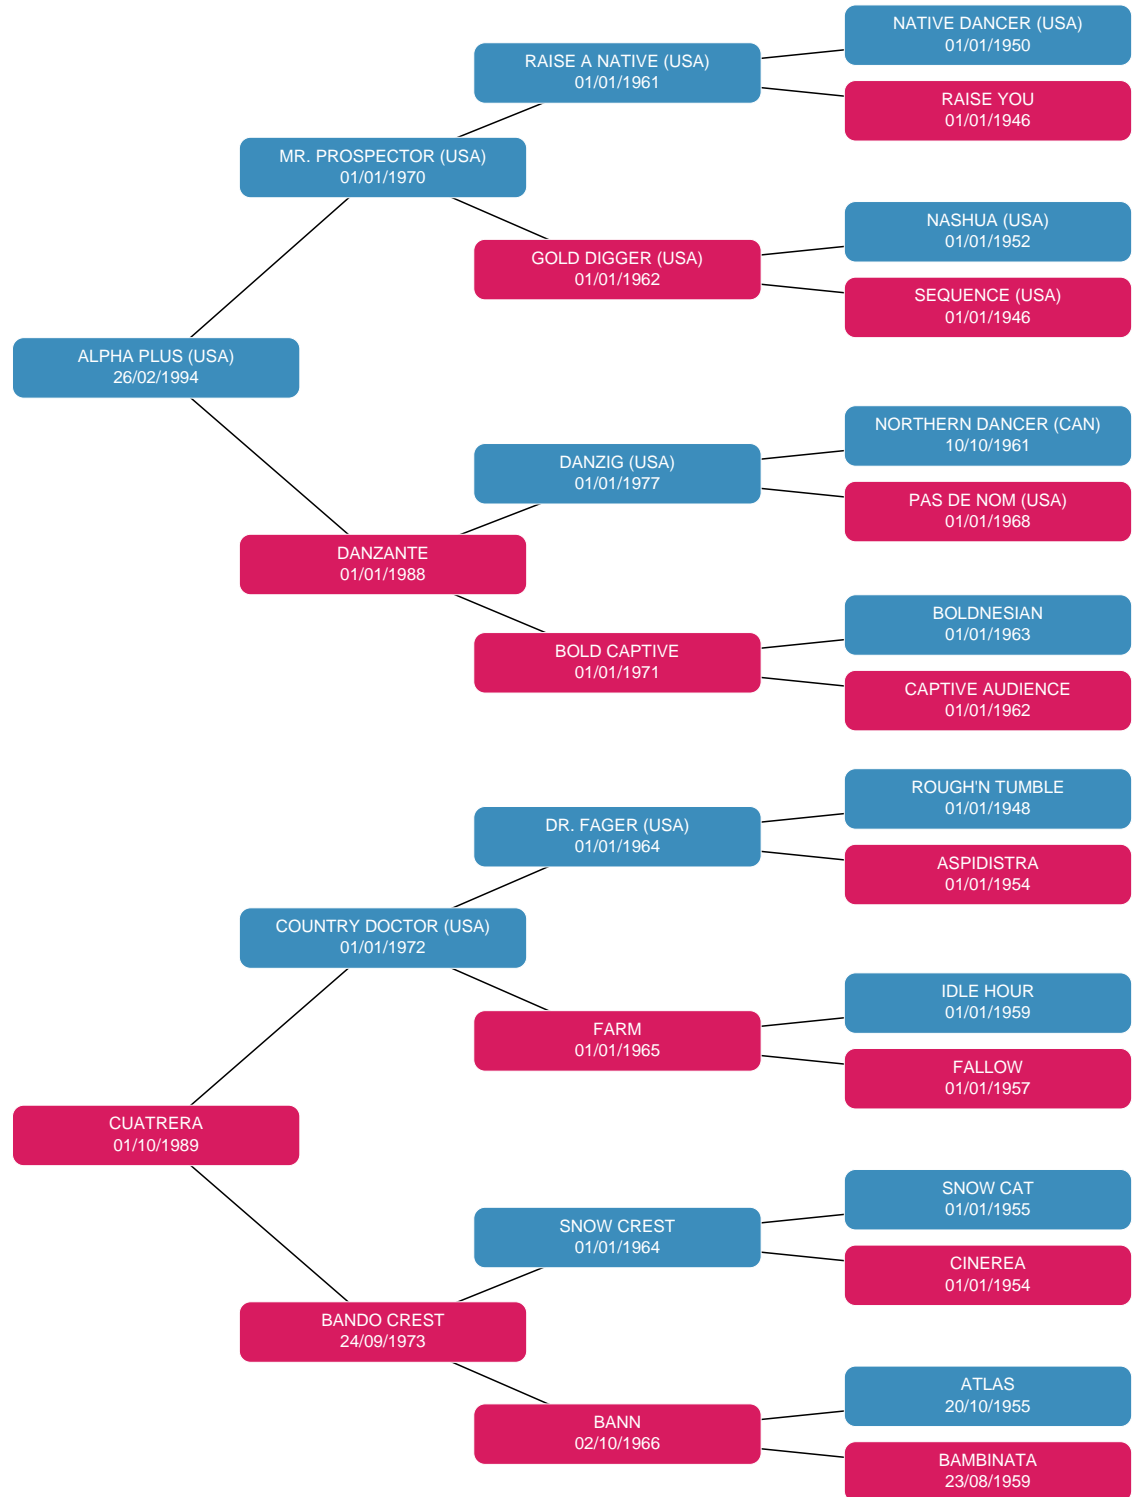 NATIVE DANCER (USA)
01/01/1950
RAISE A NATIVE (USA)
01/01/1961
RAISE YOU
01/01/1946
MR. PROSPECTOR (USA)
01/01/1970
NASHUA (USA)
01/01/1952
GOLD DIGGER (USA)
01/01/1962
SEQUENCE (USA)
01/01/1946
ALPHA PLUS (USA)
26/02/1994
NORTHERN DANCER (CAN)
10/10/1961
DANZIG (USA)
01/01/1977
PAS DE NOM (USA)
01/01/1968
DANZANTE
01/01/1988
BOLDNESIAN
01/01/1963
BOLD CAPTIVE
01/01/1971
CAPTIVE AUDIENCE
01/01/1962
ROUGH'N TUMBLE
01/01/1948
DR. FAGER (USA)
01/01/1964
ASPIDISTRA
01/01/1954
COUNTRY DOCTOR (USA)
01/01/1972
IDLE HOUR
01/01/1959
FARM
01/01/1965
FALLOW
01/01/1957
CUATRERA
01/10/1989
SNOW CAT
01/01/1955
SNOW CREST
01/01/1964
CINEREA
01/01/1954
BANDO CREST
24/09/1973
ATLAS
20/10/1955
BANN
02/10/1966
BAMBINATA
23/08/1959